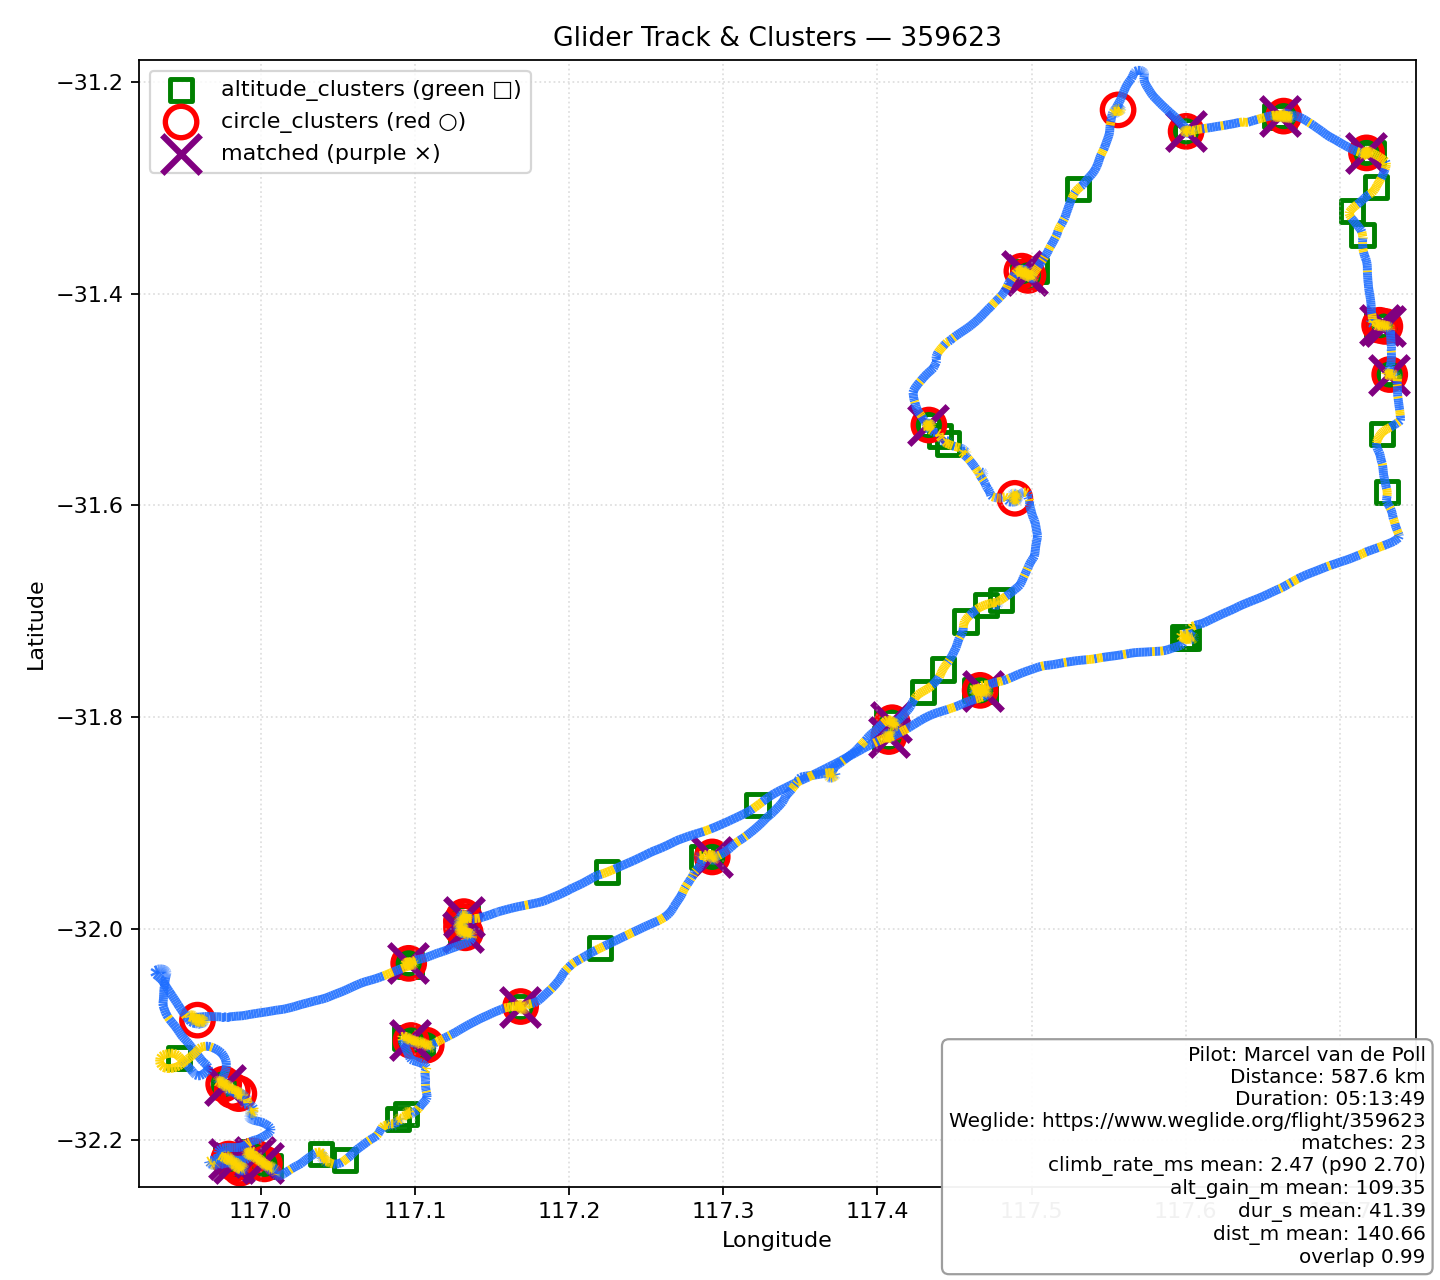 Glider Track & Clusters — 359623
altitude_clusters (green □)
circle_clusters (red ○)
matched (purple ×)
−31.2
−31.4
−31.6
−31.8
−32.0
−32.2
Latitude
117.0
117.1
117.2
117.3
117.4
117.5
117.6
Longitude
Pilot: Marcel van de Poll
Distance: 587.6 km
Duration: 05:13:49
Weglide: https://www.weglide.org/flight/359623
matches: 23
climb_rate_ms mean: 2.47 (p90 2.70)
alt_gain_m mean: 109.35
dur_s mean: 41.39
dist_m mean: 140.66
overlap 0.99